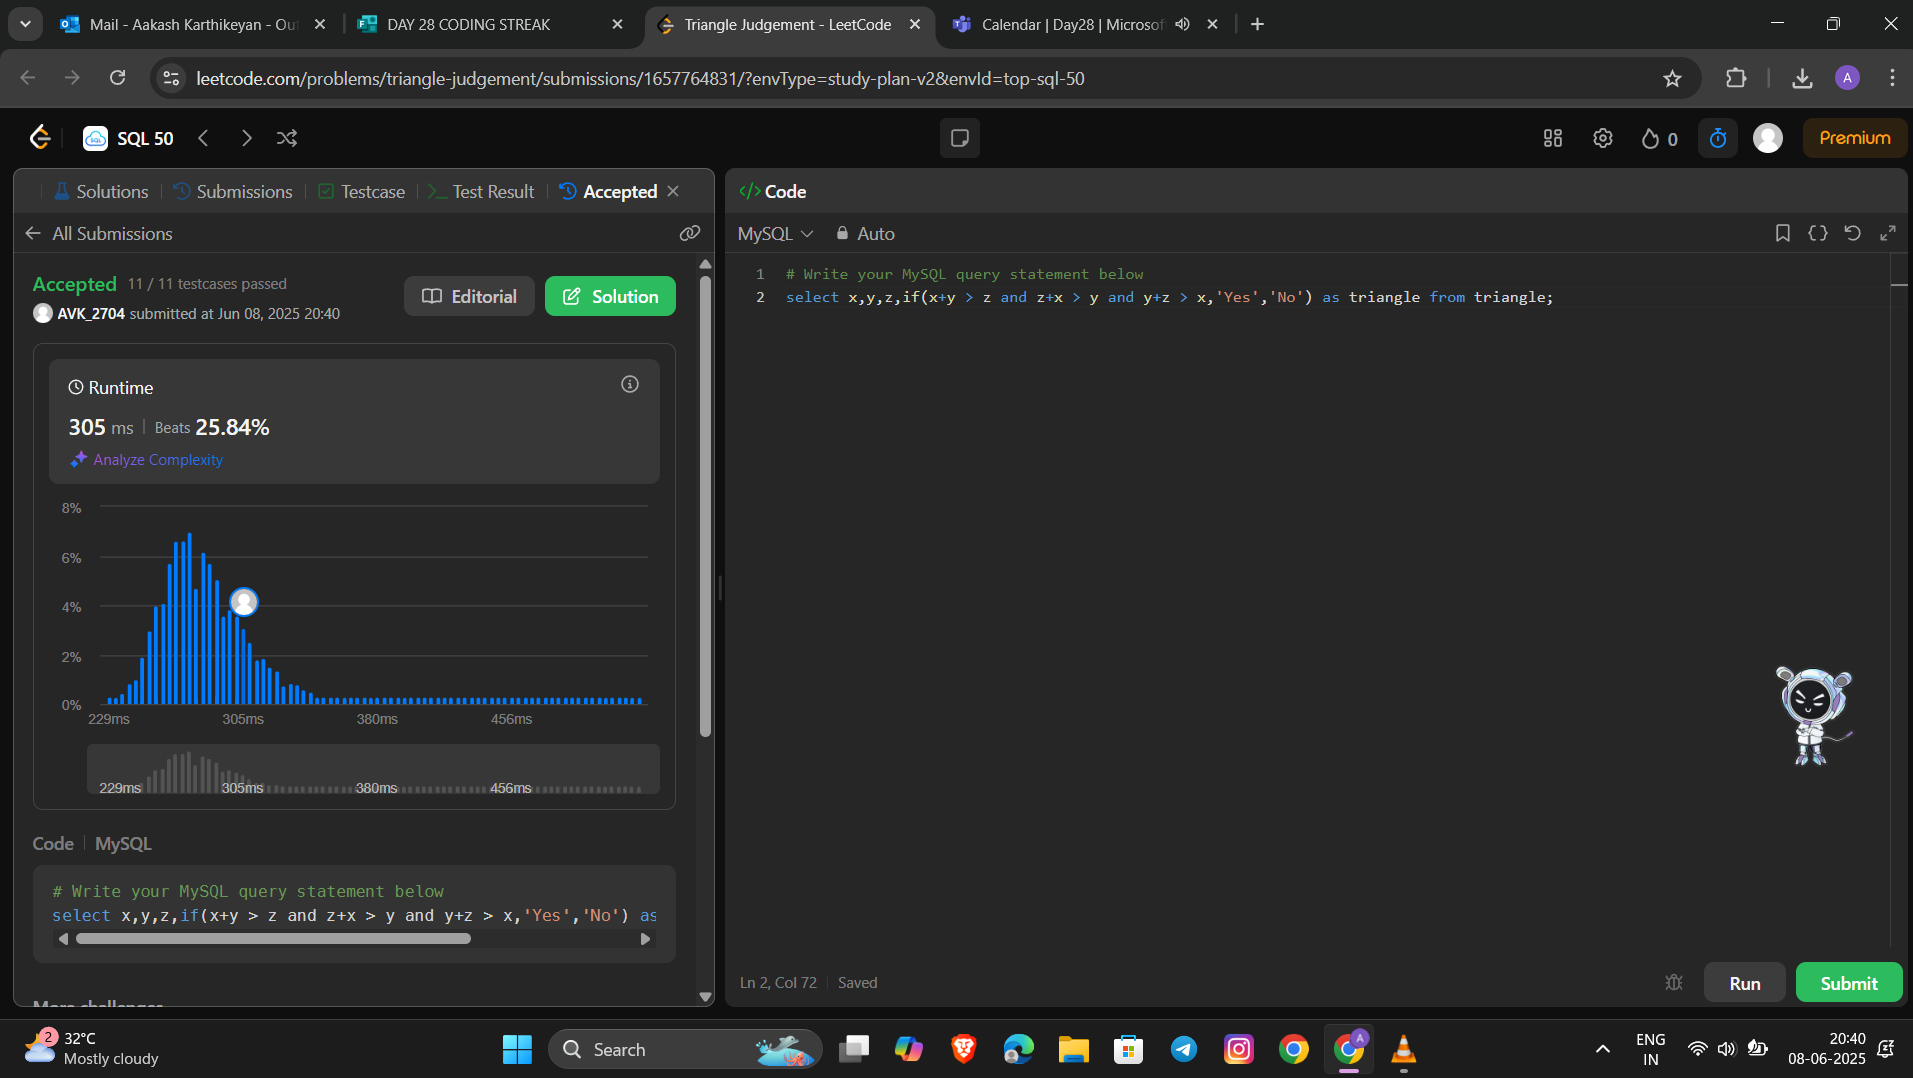 Mail - Aakash Karthikeyan - Ou
DAY 28 CODING STREAK
Triangle Judgement - LeetCode
Calendar | Day28 | Microsof
leetcode.com/problems/triangle-judgement/submissions/1657764831/?envType=study-plan-v2&envId=top-sql-50
A
SQL 50
0
Premium
Solutions
Submissions
Testcase
Test Result
Accepted
</> Code
All Submissions
MySQL
Auto
Accepted 11 / 11 testcases passed
AVK_2704 submitted at Jun 08, 2025 20:40
Editorial
Solution
1 # Write your MySQL query statement below
2 select x,y,z,if(x+y > z and z+x > y and y+z > x,'Yes','No') as triangle from triangle;
Runtime
305 ms | Beats 25.84%
Analyze Complexity
8%
6%
4%
2%
0%
229ms 305ms 380ms 456ms
229ms 305ms 380ms 456ms
Code | MySQL
# Write your MySQL query statement below
select x,y,z,if(x+y > z and z+x > y and y+z > x,'Yes','No') as
More challenges
Ln 2, Col 72 | Saved
Run
Submit
2
32°C
Mostly cloudy
Search
A
ENG
IN
20:40
08-06-2025